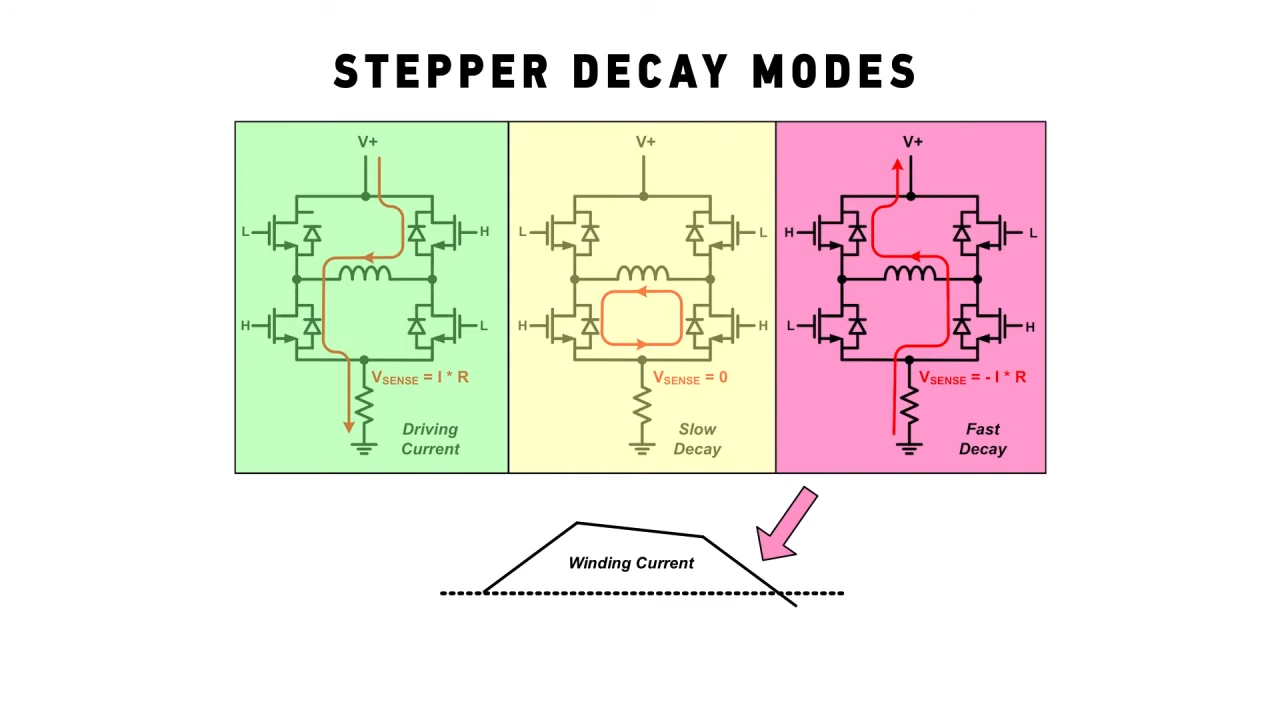 STEPPER DECAY MODES
V+
L
H
H
L
VSENSE = I * R
Driving
Current
V+
L
L
H
H
VSENSE = 0
Slow
Decay
V+
H
L
L
H
VSENSE = - I * R
Fast
Decay
Winding Current